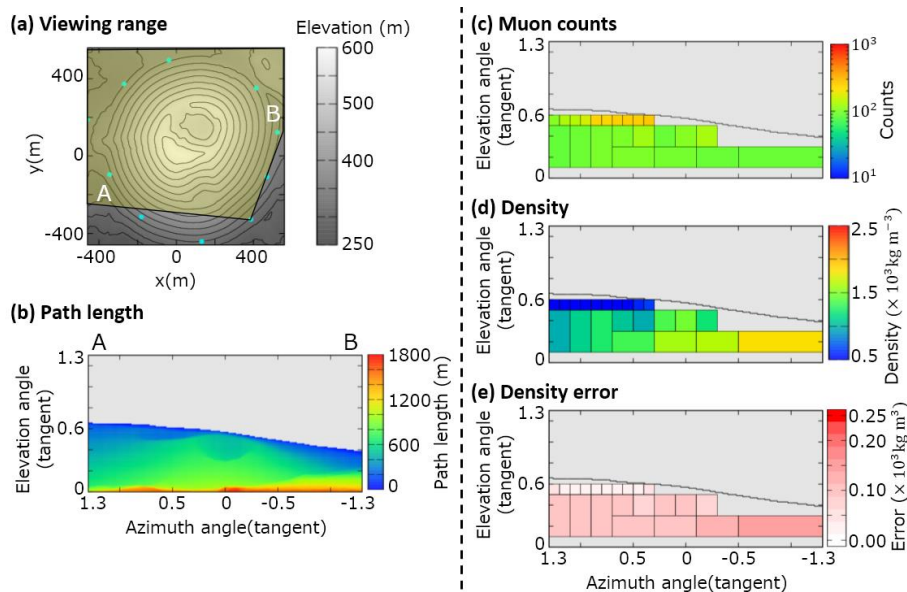 (a) Viewing range
Elevation (m)
600
500
400
250
400
0
-400
y(m)
A
B
-400
0
400
x(m)
(b) Path length
A
B
1.3
0.6
0
Elevation angle
(tangent)
1.3
0.5
0
-0.5
-1.3
Azimuth angle(tangent)
1800
1200
600
0
Path length (m)
(c) Muon counts
1.3
0.6
0
Elevation angle
(tangent)
10³
10²
10¹
Counts
(d) Density
1.3
0.6
0
Elevation angle
(tangent)
2.5
2.0
1.5
1.0
0.5
Density (× 10³kg m⁻³)
(e) Density error
1.3
0.6
0
Elevation angle
(tangent)
1.3
0.5
0
-0.5
-1.3
Azimuth angle(tangent)
0.25
0.20
0.10
0.00
Error (× 10³kg m³)